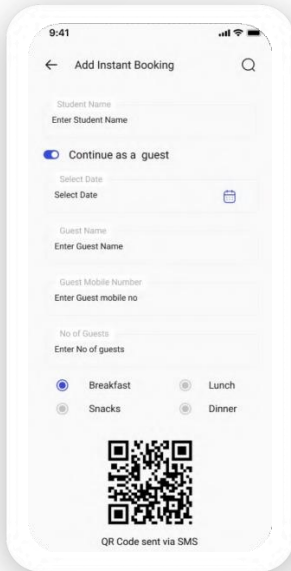 9:41
Add Instant Booking
Student Name
Enter Student Name
Continue as a guest
Select Date
Select Date
Guest Name
Enter Guest Name
Guest Mobile Number
Enter Guest mobile no
No of Guests
Enter No of guests
Breakfast Lunch
Snacks Dinner
QR Code sent via SMS